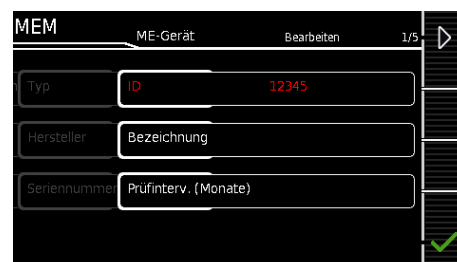 MEM ME-Gerät Bearbeiten 1/5
Typ ID 12345
Hersteller Bezeichnung
Seriennummer Prüfinterv. (Monate)